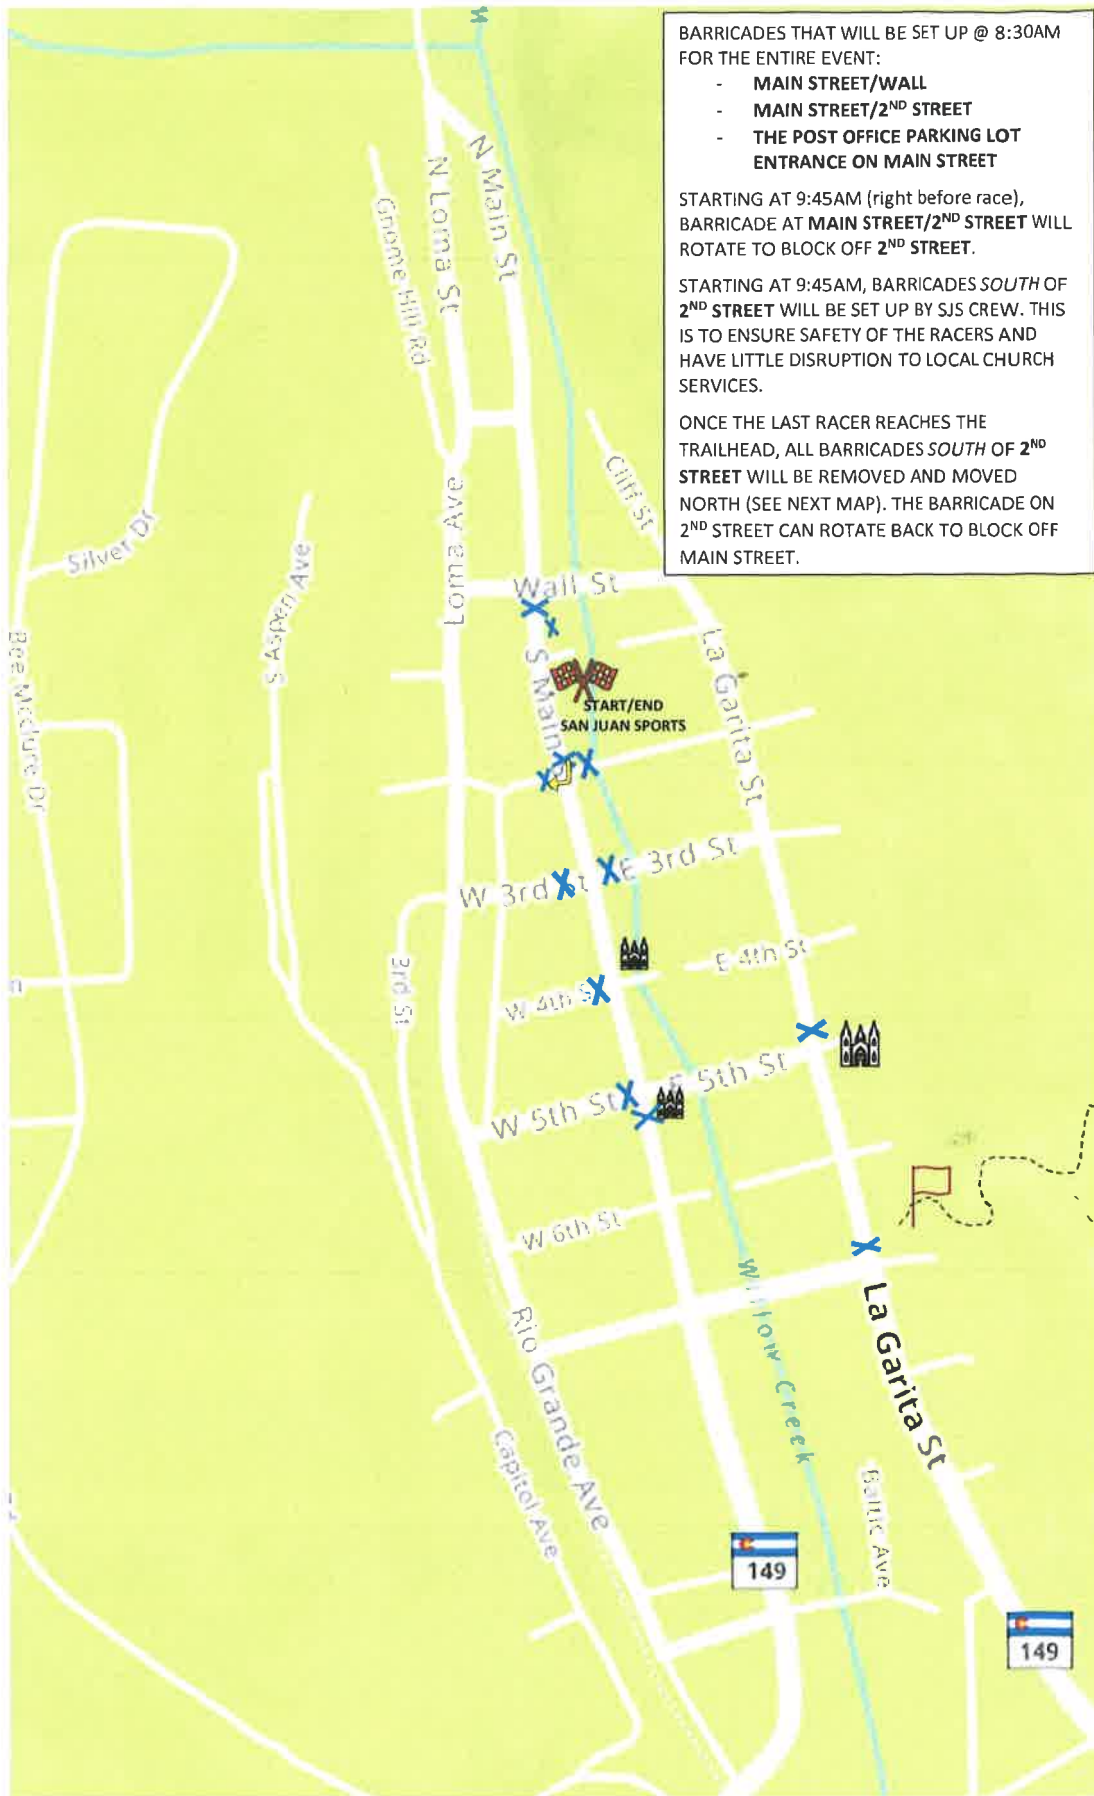 BARRICADES THAT WILL BE SET UP @ 8:30AM
FOR THE ENTIRE EVENT:
- MAIN STREET/WALL
- MAIN STREET/2ND STREET
- THE POST OFFICE PARKING LOT
ENTRANCE ON MAIN STREET
STARTING AT 9:45AM (right before race),
BARRICADE AT MAIN STREET/2ND STREET WILL
ROTATE TO BLOCK OFF 2ND STREET.
STARTING AT 9:45AM, BARRICADES SOUTH OF
2ND STREET WILL BE SET UP BY SJS CREW. THIS
IS TO ENSURE SAFETY OF THE RACERS AND
HAVE LITTLE DISRUPTION TO LOCAL CHURCH
SERVICES.
ONCE THE LAST RACER REACHES THE
TRAILHEAD, ALL BARRICADES SOUTH OF 2ND
STREET WILL BE REMOVED AND MOVED
NORTH (SEE NEXT MAP). THE BARRICADE ON
2ND STREET CAN ROTATE BACK TO BLOCK OFF
MAIN STREET.
N Main St
N Loma St
Gnome Hill Rd
Cliff St
Silver Dr
Loma Ave
S Aspen Ave
Wall St
La Garita St
S Main
START/END
SAN JUAN SPORTS
W 3rd St
E 3rd St
3rd St
E 4th St
W 4th S
E 5th St
W 5th St
W 6th St
Willow Creek
La Garita St
Rio Grande Ave
Capitol Ave
Baltic Ave
149
149